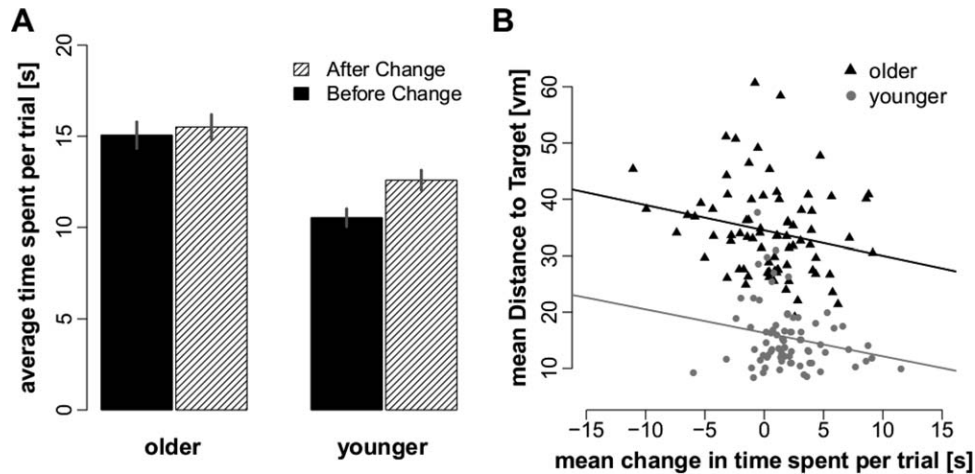 A
average time spent per trial [s]
20
15
10
5
0
After Change
Before Change
older
younger
B
mean Distance to Target [vm]
60
50
40
30
20
10
older
younger
−15 −10 −5 0 5 10 15
mean change in time spent per trial [s]